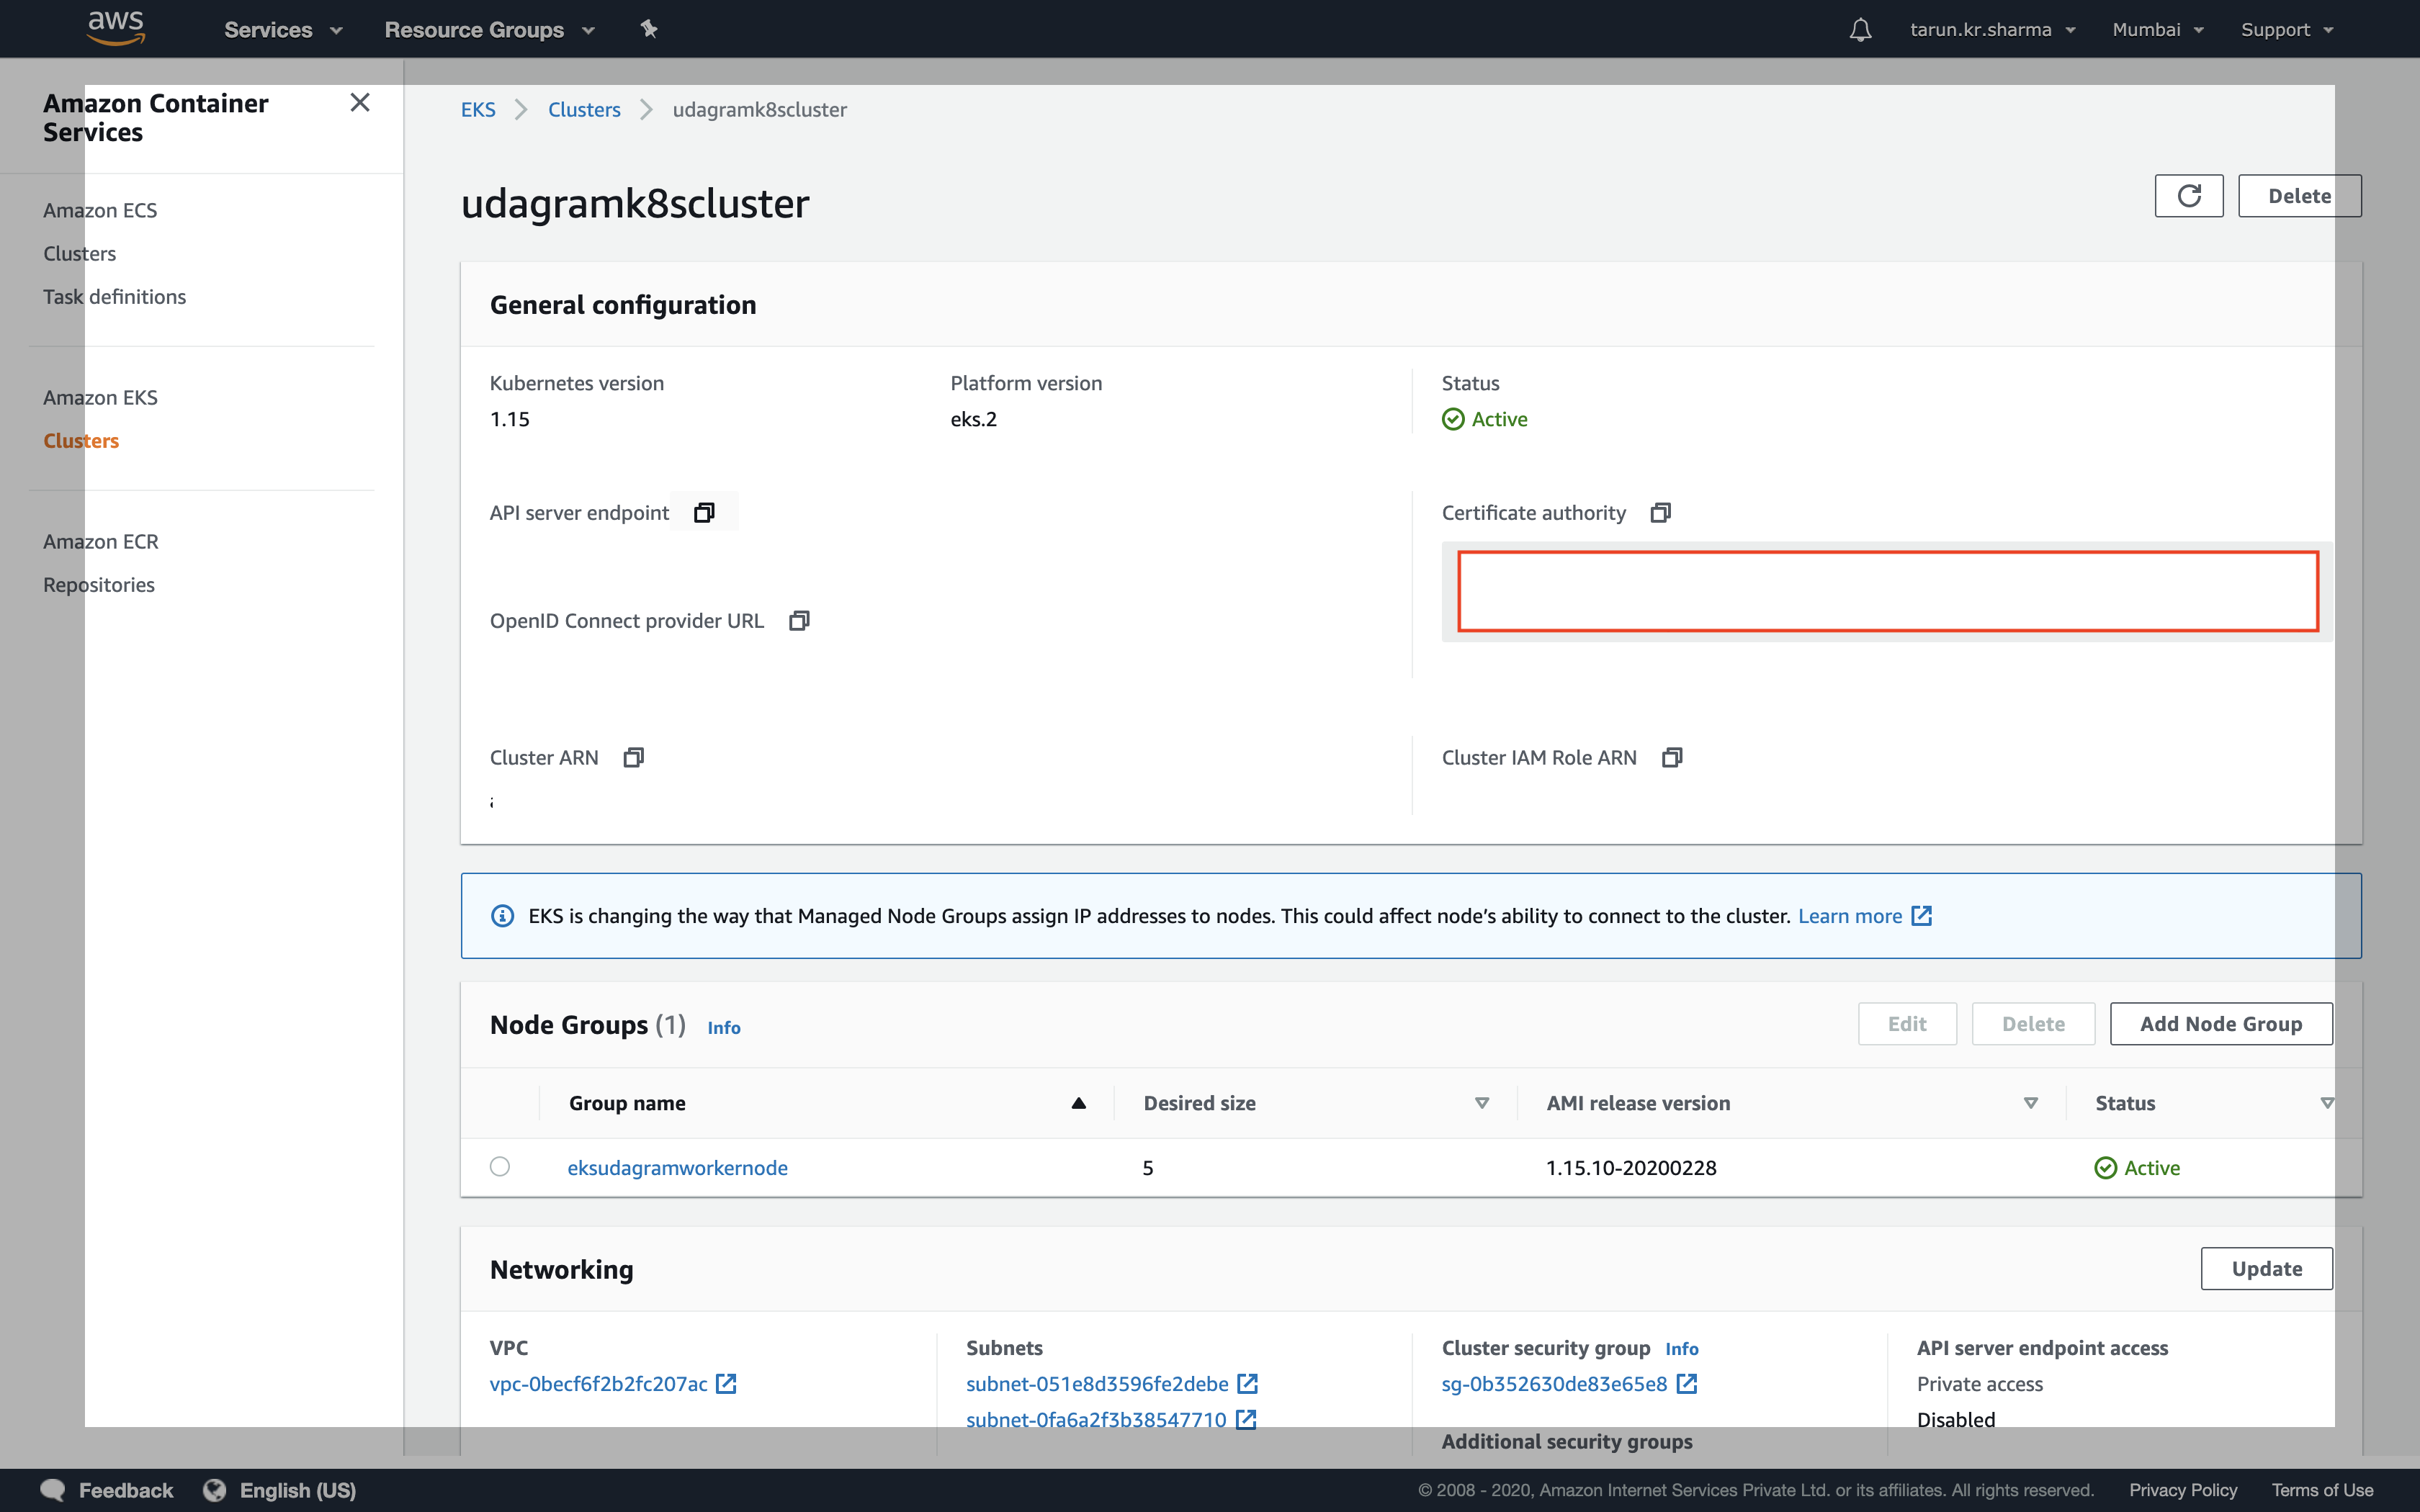 aws
Services
Resource Groups
tarun.kr.sharma
Mumbai
Support
Amazon Container
Services
Amazon ECS
Clusters
Task definitions
Amazon EKS
Clusters
Amazon ECR
Repositories
EKS
Clusters
udagramk8scluster
udagramk8scluster
Delete
General configuration
Kubernetes version
1.15
Platform version
eks.2
Status
Active
API server endpoint
Certificate authority
OpenID Connect provider URL
Cluster ARN
Cluster IAM Role ARN
EKS is changing the way that Managed Node Groups assign IP addresses to nodes. This could affect node’s ability to connect to the cluster. Learn more
Node Groups (1) Info
Edit
Delete
Add Node Group
Group name
Desired size
AMI release version
Status
eksudagramworkernode
5
1.15.10-20200228
Active
Networking
Update
VPC
vpc-0becf6f2b2fc207ac
Subnets
subnet-051e8d3596fe2debe
subnet-0fa6a2f3b38547710
Cluster security group Info
sg-0b352630de83e65e8
Additional security groups
API server endpoint access
Private access
Disabled
Feedback
English (US)
© 2008 - 2020, Amazon Internet Services Private Ltd. or its affiliates. All rights reserved.
Privacy Policy
Terms of Use